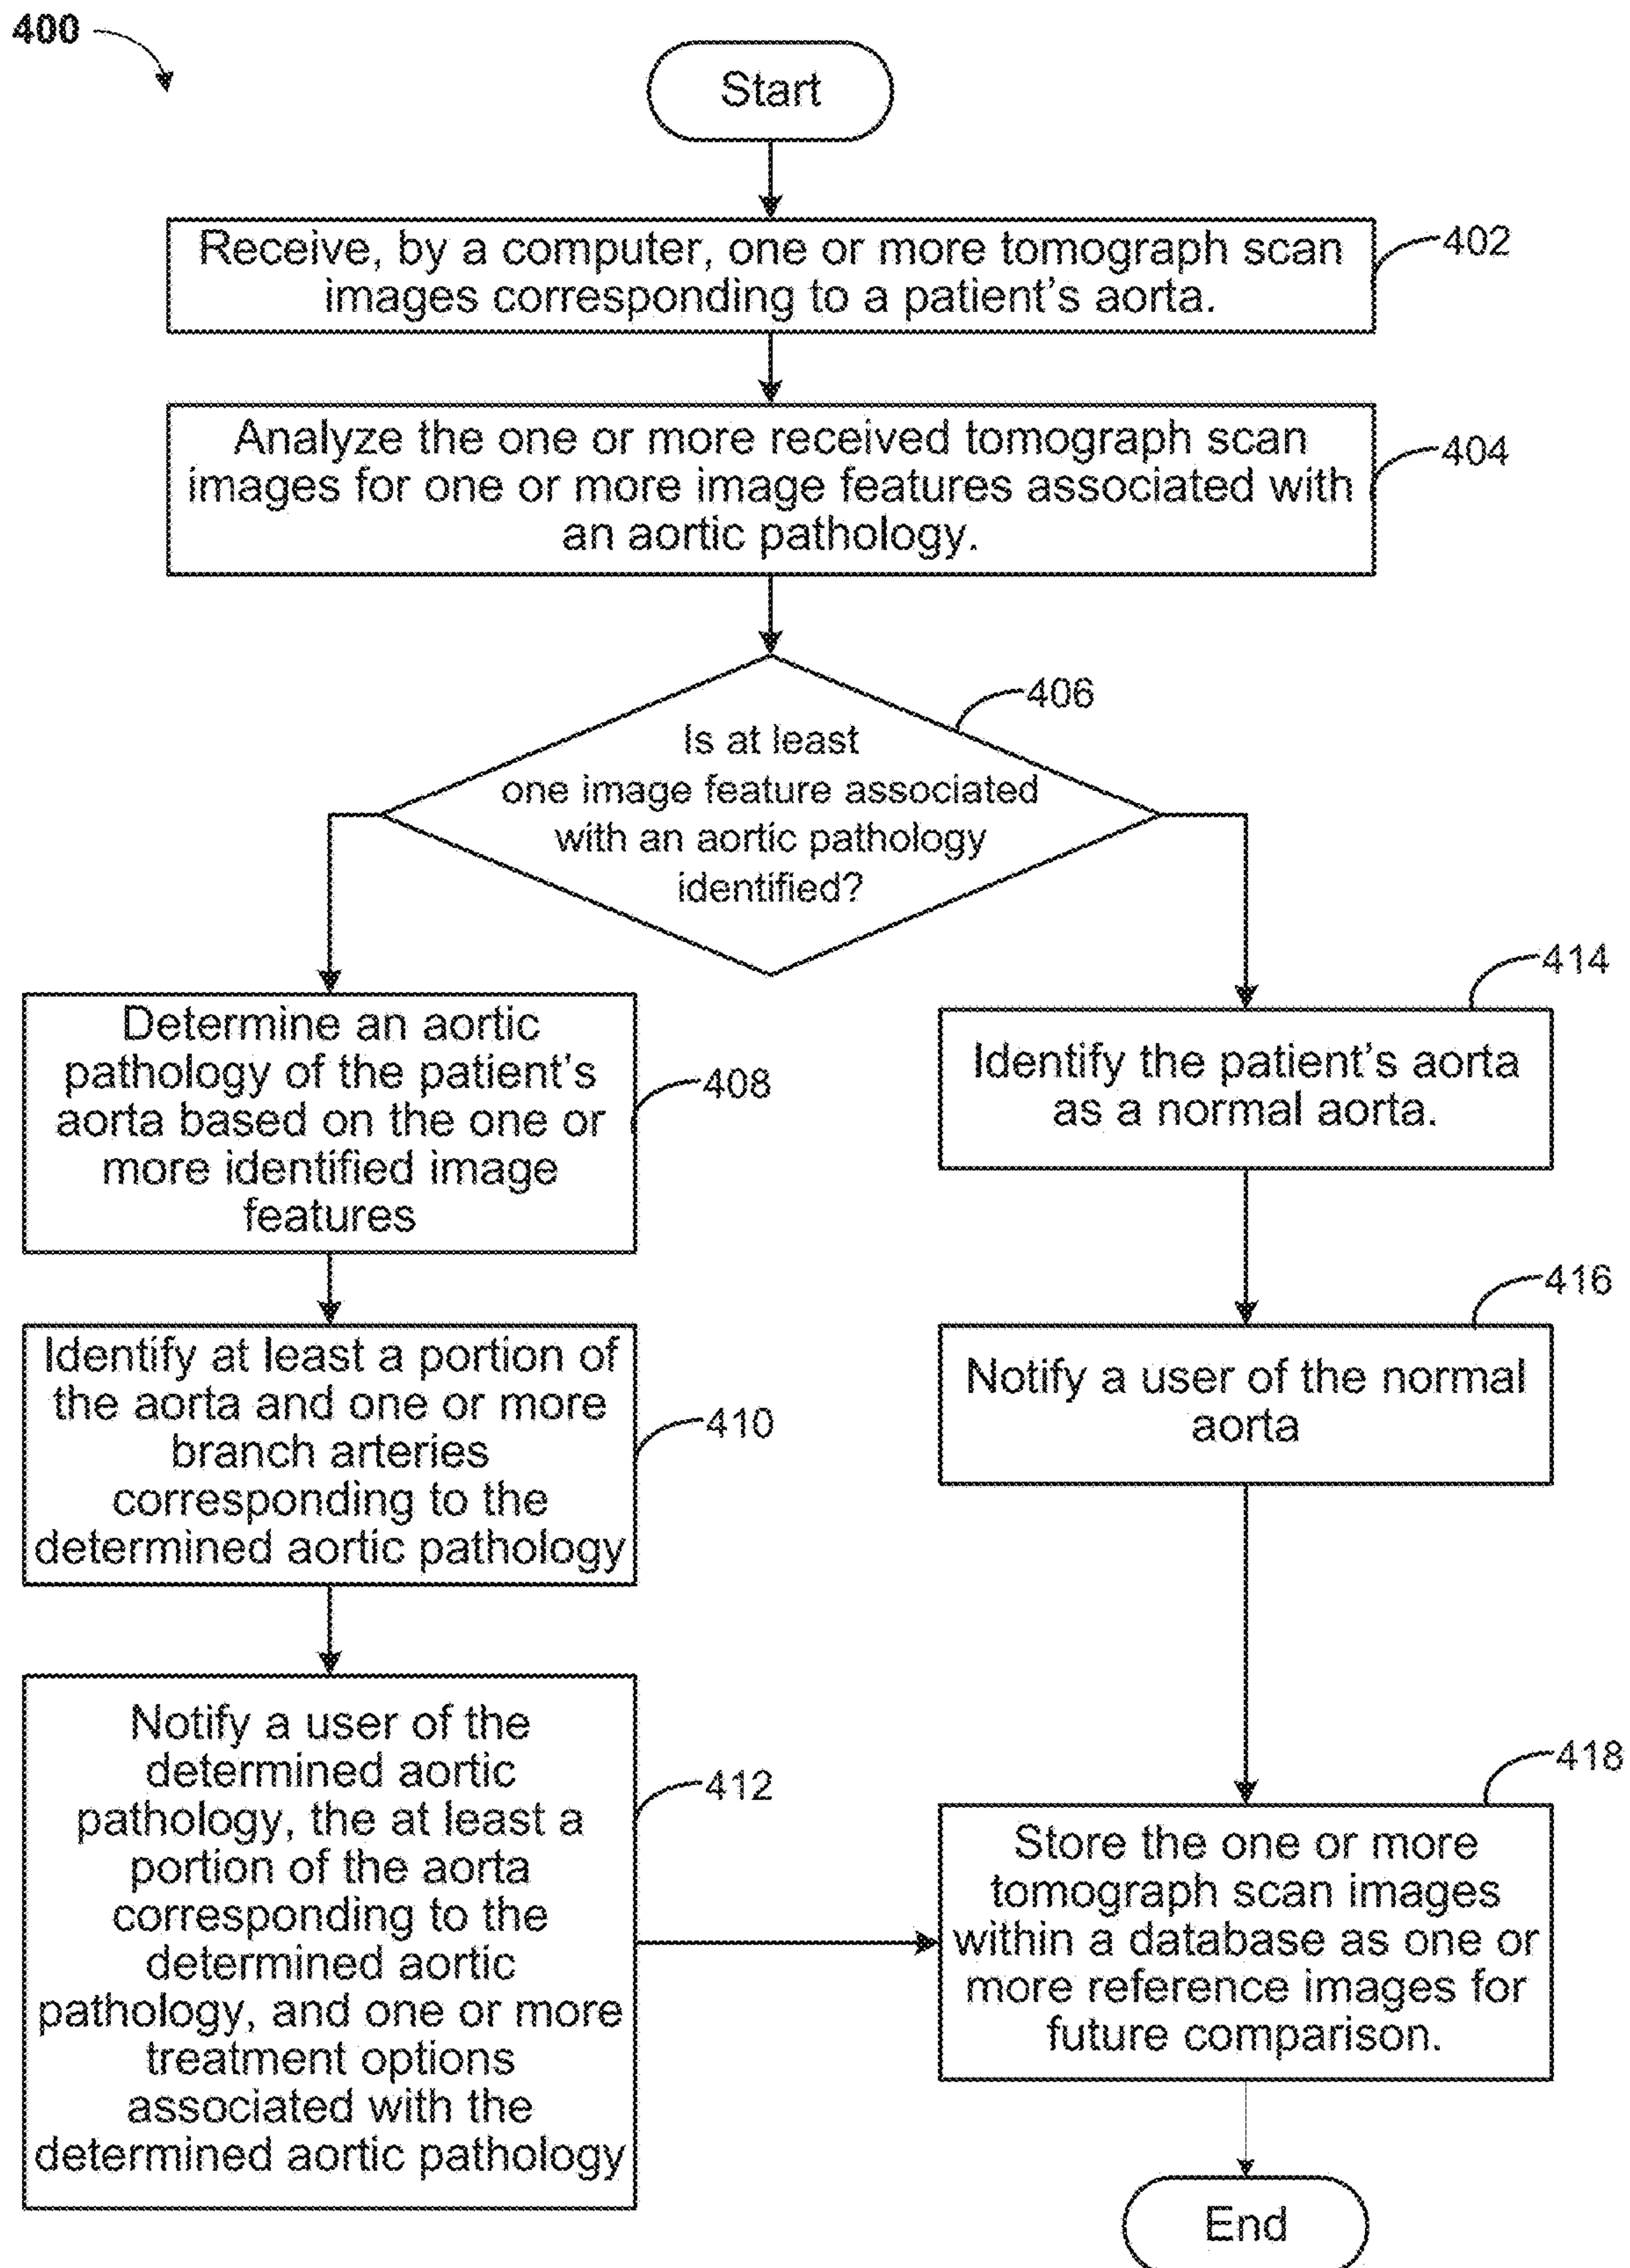 400
Start
Receive, by a computer, one or more tomograph scan
images corresponding to a patient's aorta.
402
Analyze the one or more received tomograph scan
images for one or more image features associated with
an aortic pathology.
404
406
Is at least
one image feature associated
with an aortic pathology
identified?
Determine an aortic
pathology of the patient's
aorta based on the one or
more identified image
features
408
Identify at least a portion of
the aorta and one or more
branch arteries
corresponding to the
determined aortic pathology
410
Notify a user of the
determined aortic
pathology, the at least a
portion of the aorta
corresponding to the
determined aortic
pathology, and one or more
treatment options
associated with the
determined aortic pathology
412
414
Identify the patient's aorta
as a normal aorta.
416
Notify a user of the normal
aorta
418
Store the one or more
tomograph scan images
within a database as one or
more reference images for
future comparison.
End